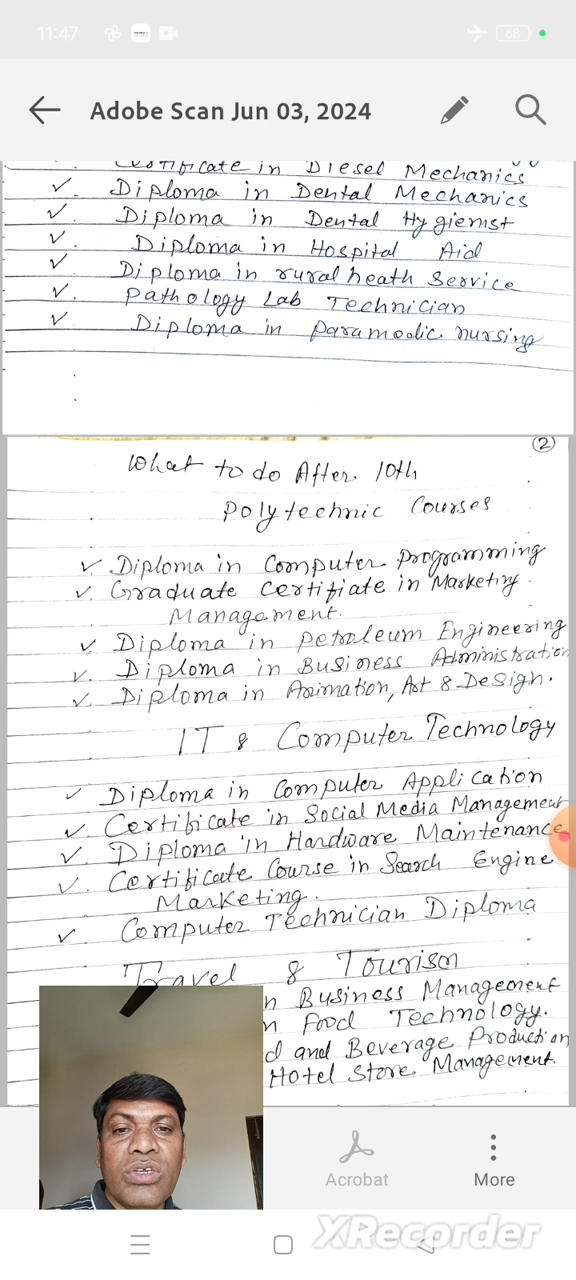 11:47
68
Adobe Scan Jun 03, 2024
Certificate in Diesel Mechanics
✓. Diploma in Dental Mechanics
✓. Diploma in Dental Hygienist
✓ Diploma in Hospital Aid
✓. Diploma in rural heath Service
✓. Pathology Lab Technician
✓. Diploma in paramedic nursing
2
What to do After 10th
Polytechnic Courses
✓ Diploma in Computer Programming
✓. Graduate Certifiate in Marketing
Management.
✓ Diploma in Petroleum Engineering
✓. Diploma in Business Administration
✓. Diploma in Animation, Art & Design.
IT & Computer Technology
✓ Diploma in Computer Application
✓. Certificate in Social Media Management
✓. Diploma in Hardware Maintenance
✓. Certificate Course in Search Engine
Marketing.
✓ Computer Technician Diploma
Travel & Tourism
n Business Management
n Food Technology.
d and Beverage Production
Hotel Store Management.
Acrobat
More
XRecorder